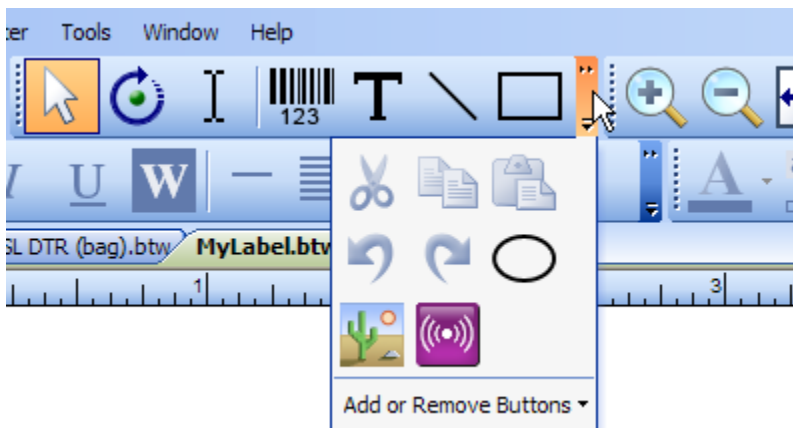 ter Tools Window Help
123 T
U W
A
SL DTR (bag).btw MyLabel.btw
1 3
Add or Remove Buttons